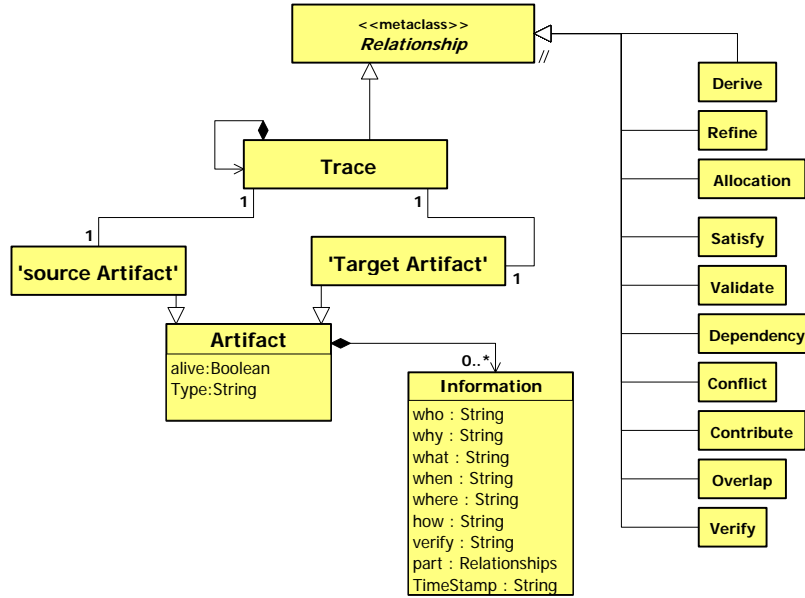 <<metaclass>>
Relationship
//
Derive
Refine
Trace
Allocation
1
1
1
Satisfy
'source Artifact'
'Target Artifact'
1
Validate
Artifact
alive:Boolean
Type:String
Dependency
0..*
Information
who : String
why : String
what : String
when : String
where : String
how : String
verify : String
part : Relationships
TimeStamp : String
Conflict
Contribute
Overlap
Verify